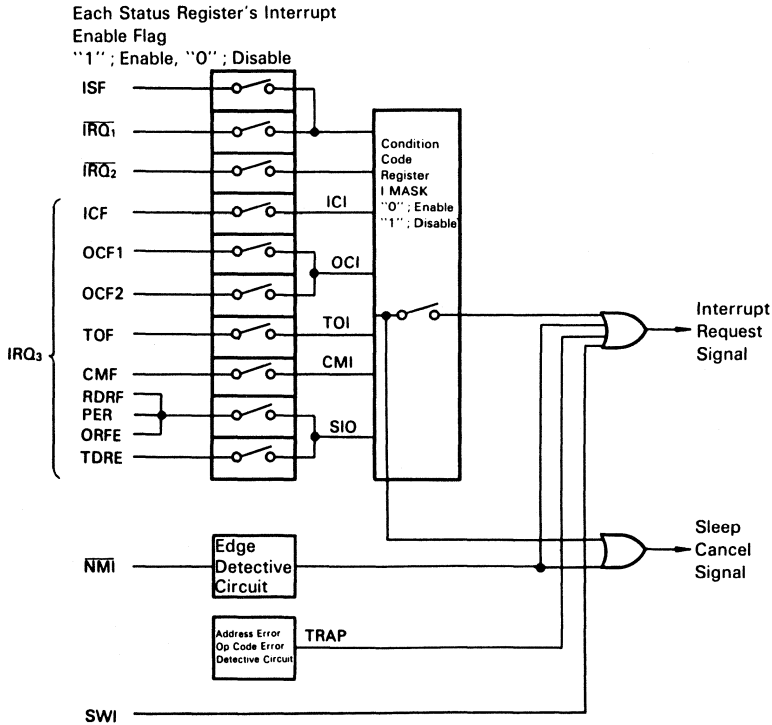 Each Status Register's Interrupt
Enable Flag
``1'' ; Enable, ``0'' ; Disable
ISF
IRQ1
IRQ2
ICF
ICI
OCF1
OCI
OCF2
TOF
TOI
IRQ3
CMF
CMI
RDRF
PER
ORFE
SIO
TDRE
Condition
Code
Register
I MASK
``0'' ; Enable
``1'' ; Disable
Interrupt
Request
Signal
NMI
Edge
Detective
Circuit
Sleep
Cancel
Signal
Address Error
Op Code Error
Detective Circuit
TRAP
SWI